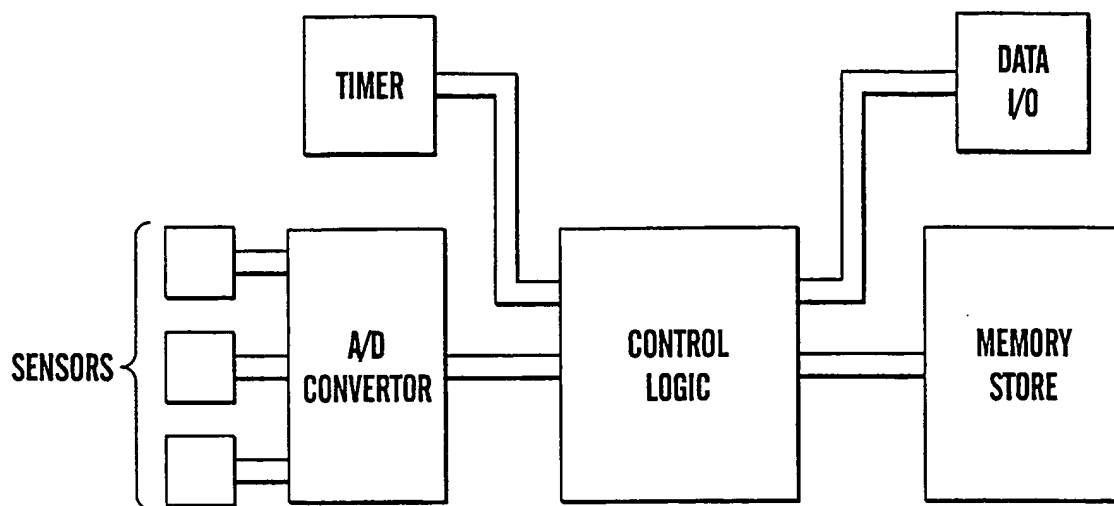 TIMER
DATA
I/O
SENSORS
A/D
CONVERTOR
CONTROL
LOGIC
MEMORY
STORE